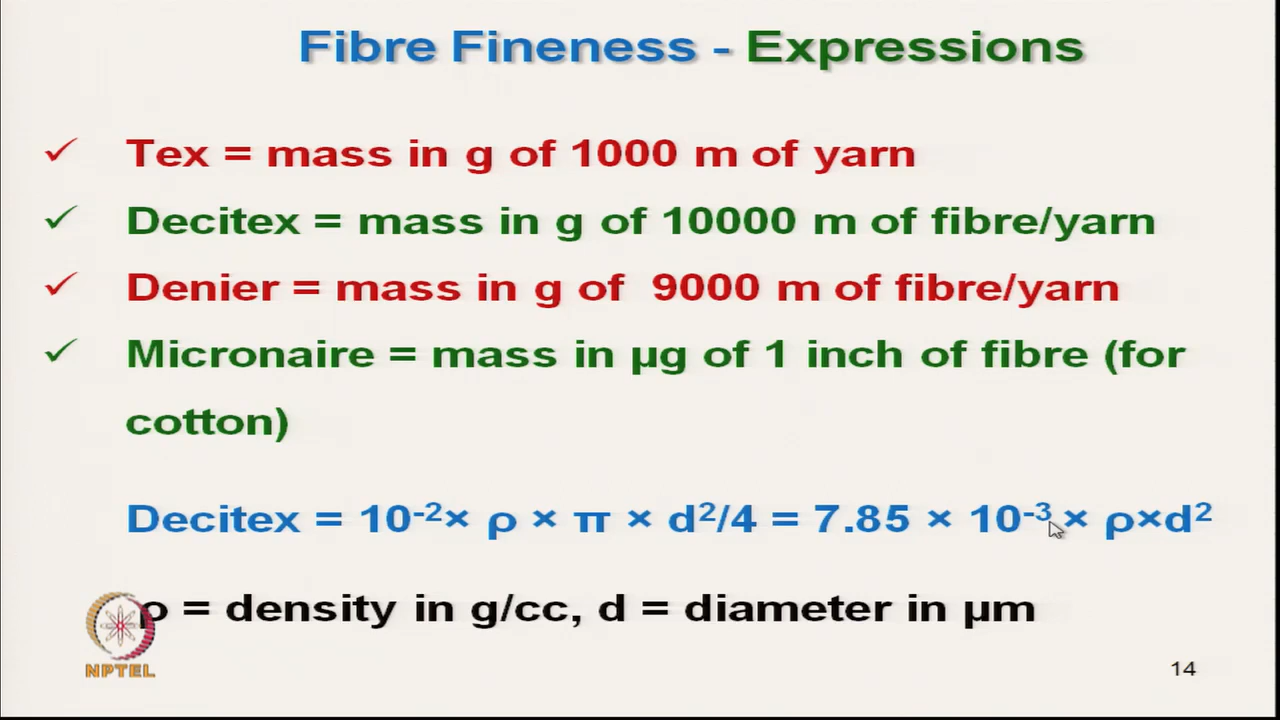 Fibre Fineness - Expressions
✓ Tex = mass in g of 1000 m of yarn
✓ Decitex = mass in g of 10000 m of fibre/yarn
✓ Denier = mass in g of 9000 m of fibre/yarn
✓ Micronaire = mass in µg of 1 inch of fibre (for
cotton)
Decitex = 10⁻²× ρ × π × d²/4 = 7.85 × 10⁻³× ρ×d²
ρ = density in g/cc, d = diameter in µm
NPTEL
14